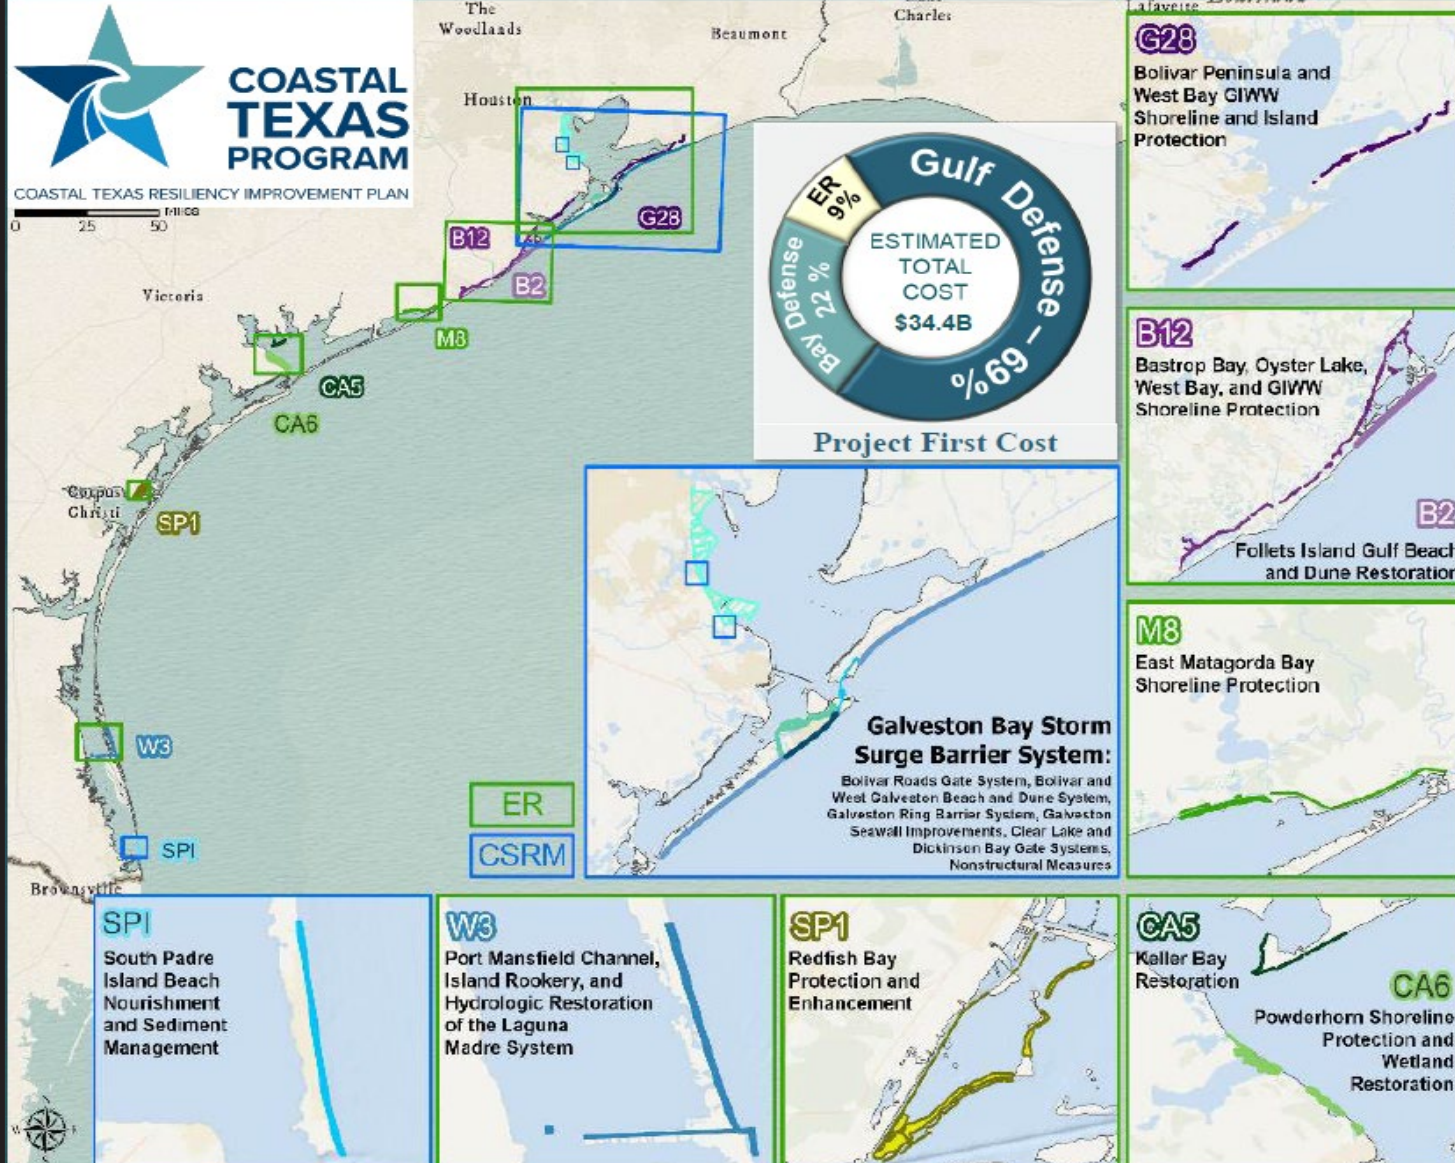 COASTAL
TEXAS
PROGRAM
COASTAL TEXAS RESILIENCY IMPROVEMENT PLAN
0 25 50
The
Woodlands
Beaumont
Charles
Lafayette
Houston
Victoria
Corpus
Christi
Brownsville
G28
B12
B2
M8
CA5
CA6
SP1
W3
SPI
Gulf Defense – 69%
Bay Defense
22 %
ER
9%
ESTIMATED
TOTAL
COST
$34.4B
Project First Cost
ER
CSRM
Galveston Bay Storm
Surge Barrier System:
Bolivar Roads Gate System, Bolivar and
West Galveston Beach and Dune System,
Galveston Ring Barrier System, Galveston
Seawall Improvements, Clear Lake and
Dickinson Bay Gate Systems,
Nonstructural Measures
G28
Bolivar Peninsula and
West Bay GIWW
Shoreline and Island
Protection
B12
Bastrop Bay, Oyster Lake,
West Bay, and GIWW
Shoreline Protection
B2
Follets Island Gulf Beach
and Dune Restoration
M8
East Matagorda Bay
Shoreline Protection
SPI
South Padre
Island Beach
Nourishment
and Sediment
Management
W3
Port Mansfield Channel,
Island Rookery, and
Hydrologic Restoration
of the Laguna
Madre System
SP1
Redfish Bay
Protection and
Enhancement
CA5
Keller Bay
Restoration
CA6
Powderhorn Shoreline
Protection and
Wetland
Restoration